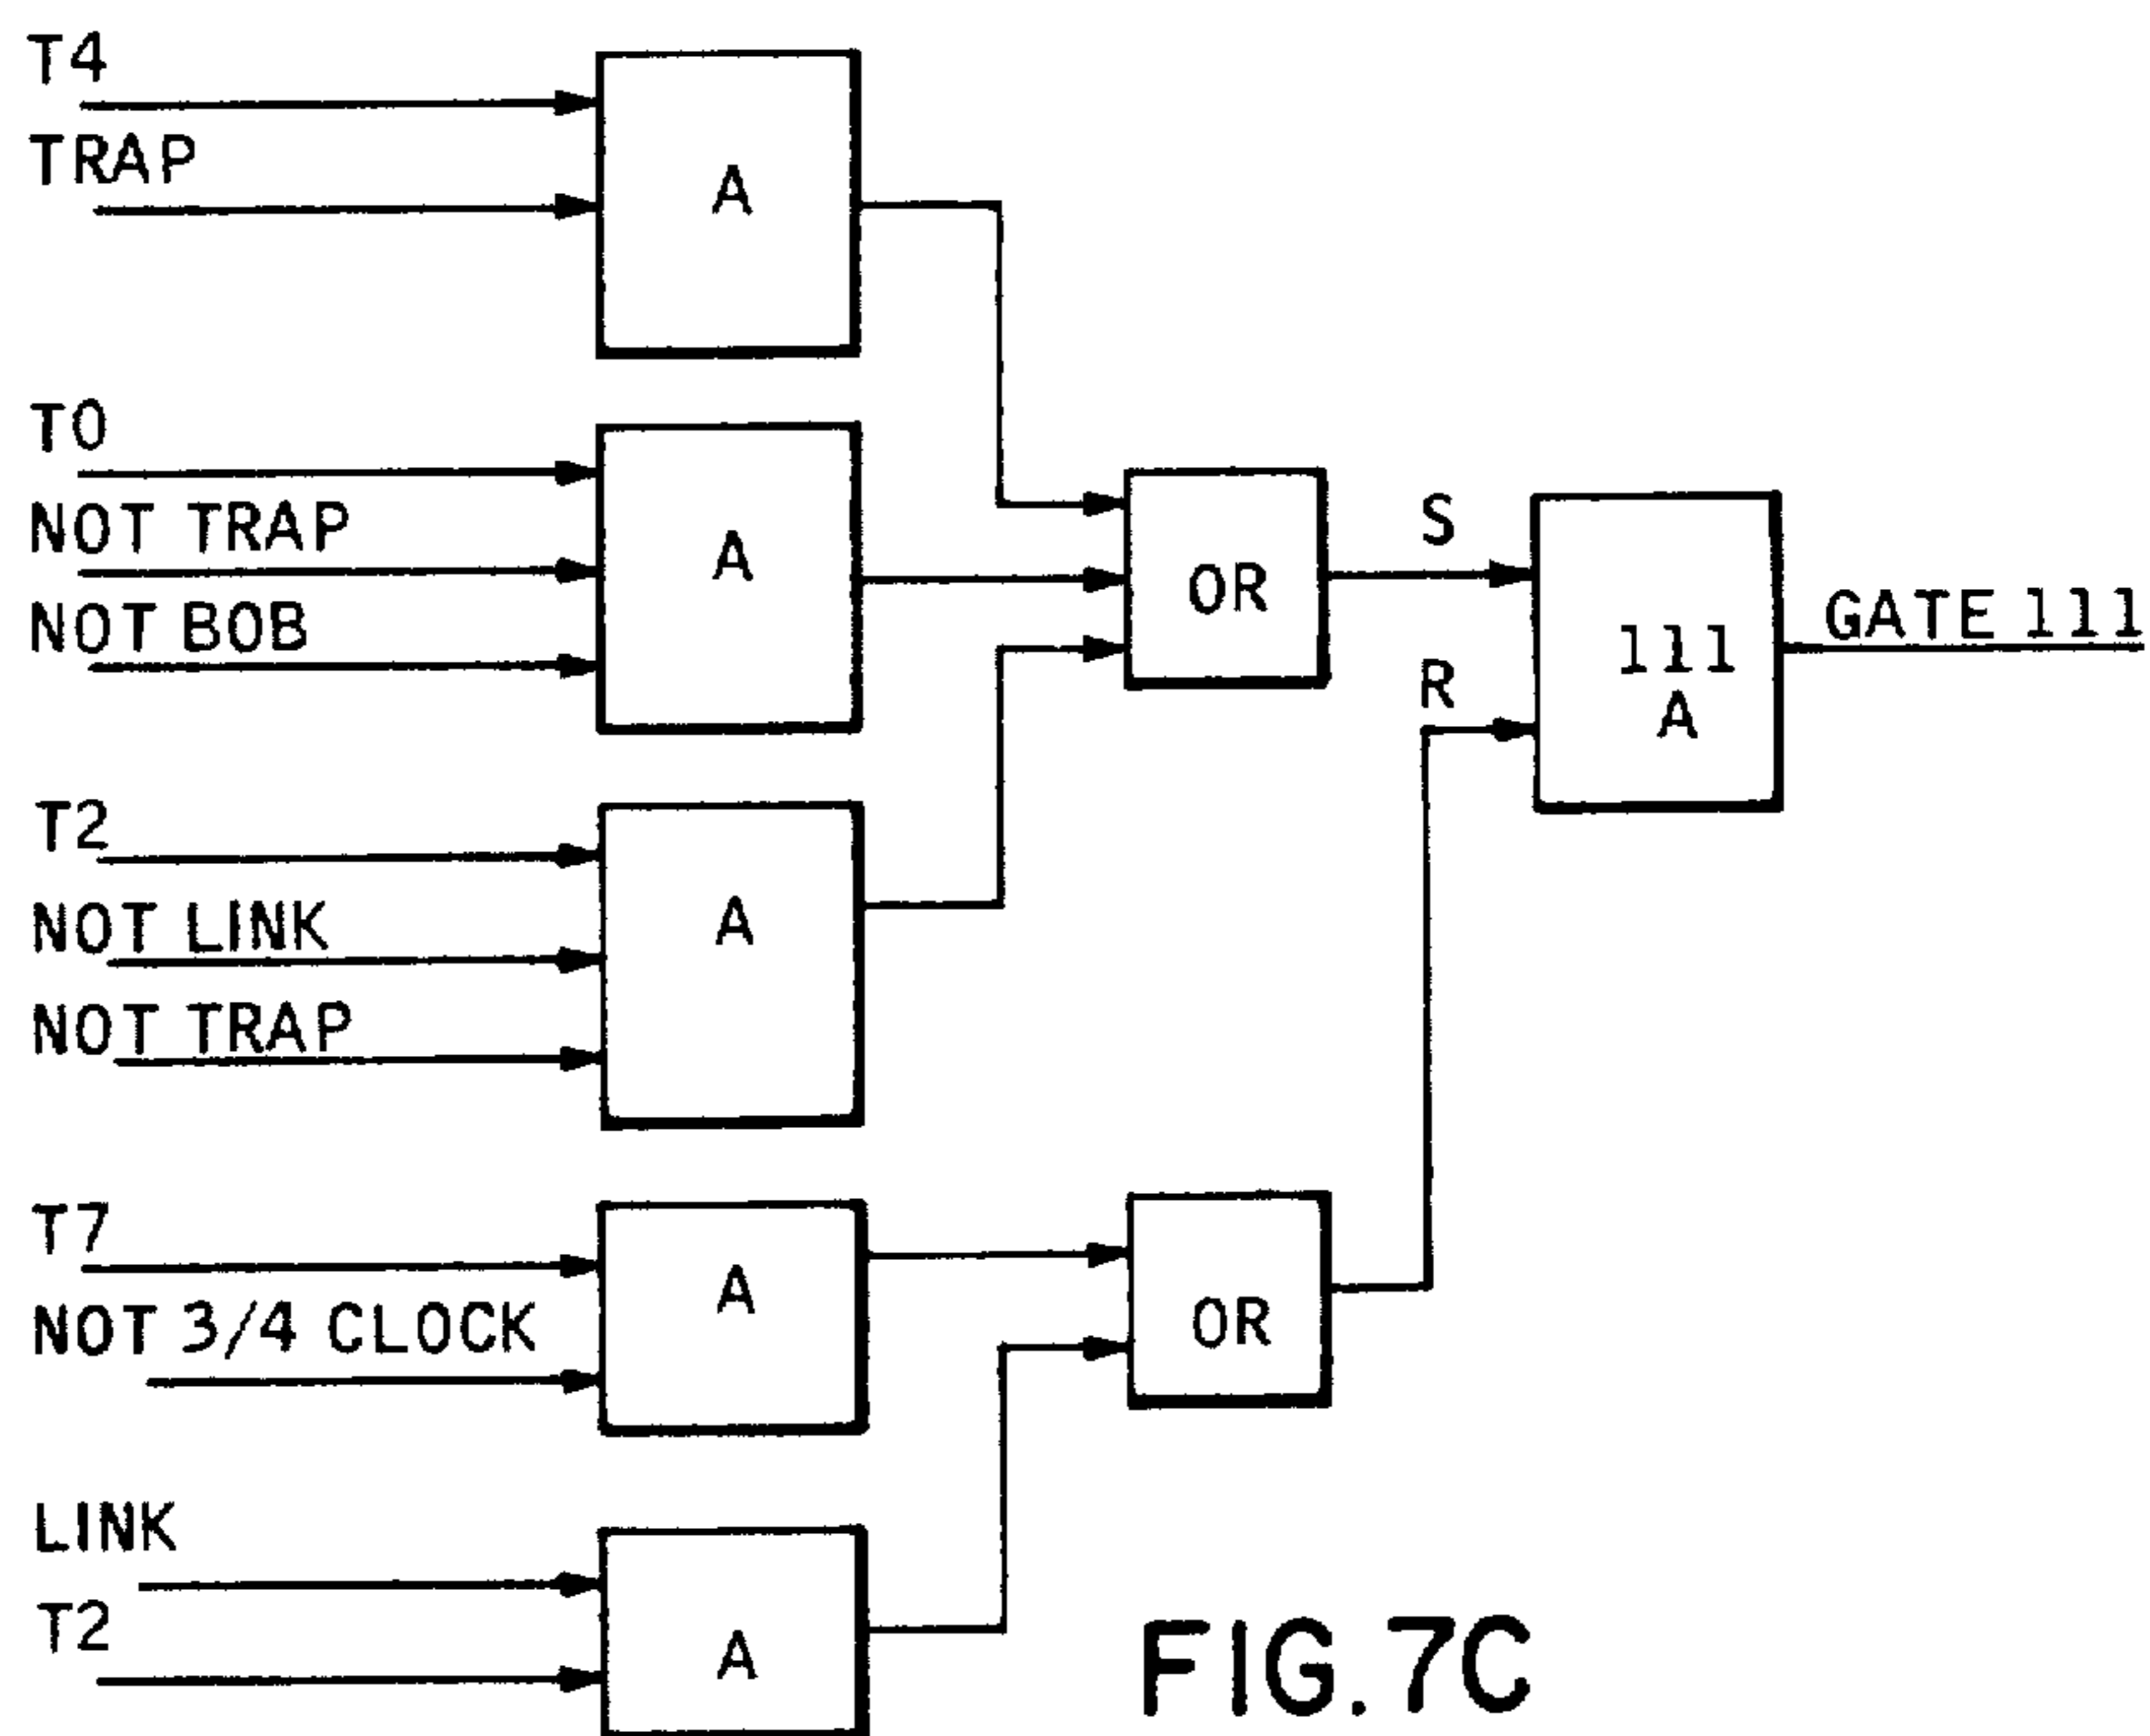 T4
TRAP
A
T0
NOT TRAP
NOT BOB
A
OR
S
R
111
A
GATE 111
T2
NOT LINK
NOT TRAP
A
T7
NOT 3/4 CLOCK
A
OR
LINK
T2
A
FIG.7C